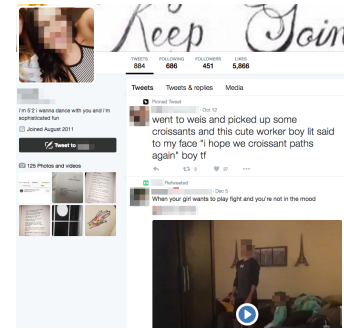 Keep Goin
TWEETS FOLLOWING FOLLOWERS LIKES
884 686 451 5,866
Tweets Tweets & replies Media
i'm 5'2 i wanna dance with you and i'm
sophisticated fun
Joined August 2011
Tweet to
125 Photos and videos
Pinned Tweet
Oct 12
went to weis and picked up some
croissants and this cute worker boy lit said
to my face "i hope we croissant paths
again" boy tf
Retweeted
Dec 5
When your girl wants to play fight and you're not in the mood